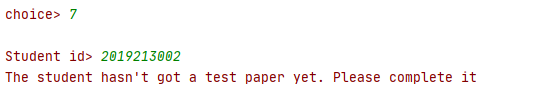 choice> 7
Student id> 2019213002
The student hasn't got a test paper yet. Please complete it